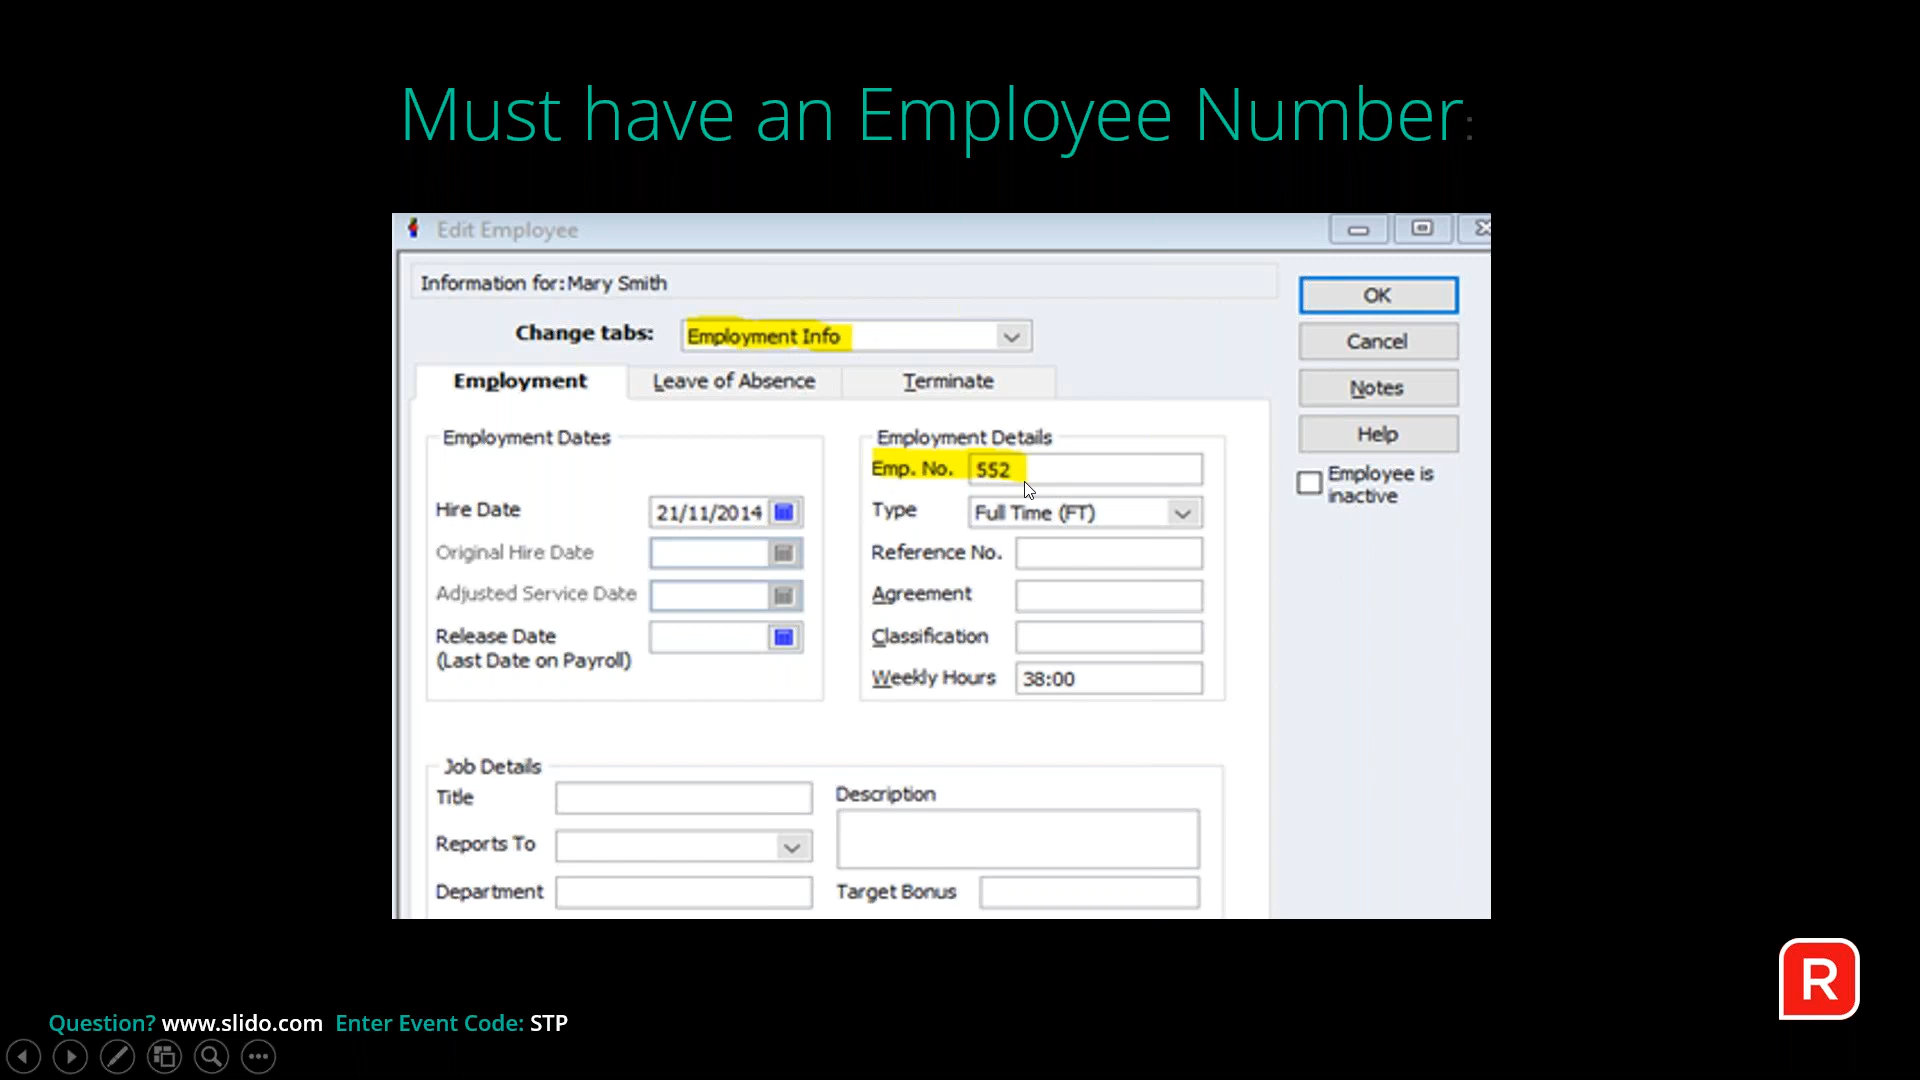 Must have an Employee Number:
Edit Employee
Information for: Mary Smith
Change tabs: Employment Info
Employment Leave of Absence Terminate
OK
Cancel
Notes
Help
Employee is
inactive
Employment Dates
Hire Date 21/11/2014
Original Hire Date
Adjusted Service Date
Release Date
(Last Date on Payroll)
Employment Details
Emp. No. 552
Type Full Time (FT)
Reference No.
Agreement
Classification
Weekly Hours 38:00
Job Details
Title
Reports To
Department
Description
Target Bonus
R
Question? www.slido.com Enter Event Code: STP